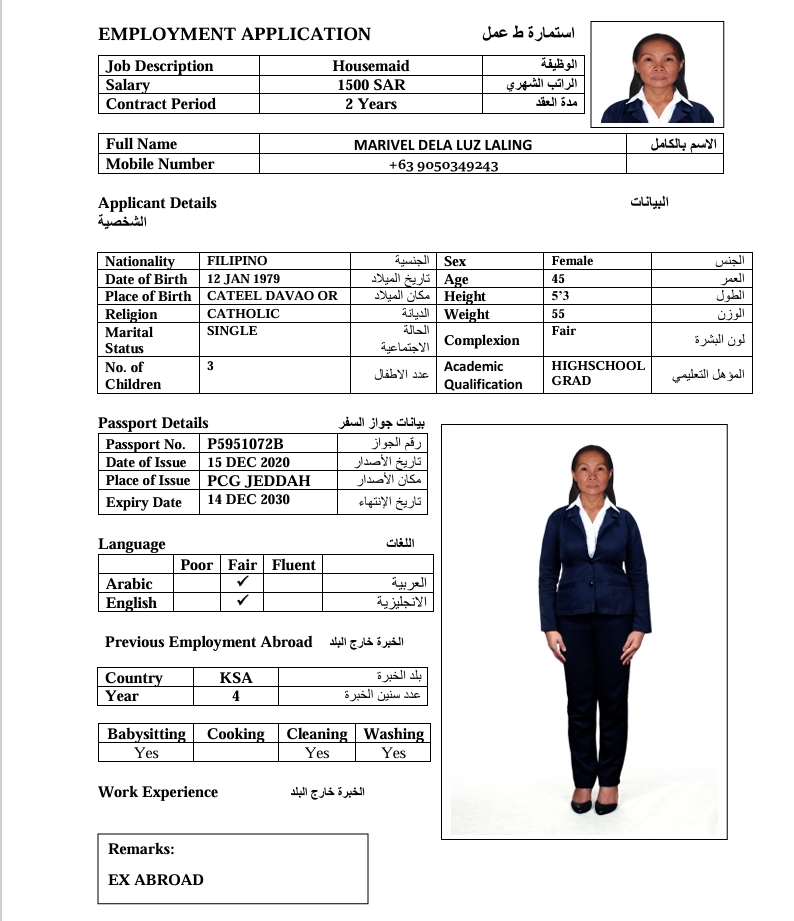 EMPLOYMENT APPLICATION استمارة ط عمل
Job Description Housemaid الوظيفة
Salary 1500 SAR الراتب الشهري
Contract Period 2 Years مدة العقد
Full Name MARIVEL DELA LUZ LALING الاسم بالكامل
Mobile Number +63 9050349243
Applicant Details البيانات
الشخصية
Nationality FILIPINO الجنسية Sex Female الجنس
Date of Birth 12 JAN 1979 تاريخ الميلاد Age 45 العمر
Place of Birth CATEEL DAVAO OR مكان الميلاد Height 5’3 الطول
Religion CATHOLIC الديانة Weight 55 الوزن
Marital Status SINGLE الحالة الاجتماعية Complexion Fair لون البشرة
No. of Children 3 عدد الاطفال Academic Qualification HIGHSCHOOL GRAD المؤهل التعليمي
Passport Details بيانات جواز السفر
Passport No. P5951072B رقم الجواز
Date of Issue 15 DEC 2020 تاريخ الأصدار
Place of Issue PCG JEDDAH مكان الأصدار
Expiry Date 14 DEC 2030 تاريخ الإنتهاء
Language اللغات
Poor Fair Fluent
Arabic ✓ العربية
English ✓ الانجليزية
Previous Employment Abroad الخبرة خارج البلد
Country KSA بلد الخبرة
Year 4 عدد سنين الخبرة
Babysitting Cooking Cleaning Washing
Yes Yes Yes
Work Experience الخبرة خارج البلد
Remarks:
EX ABROAD